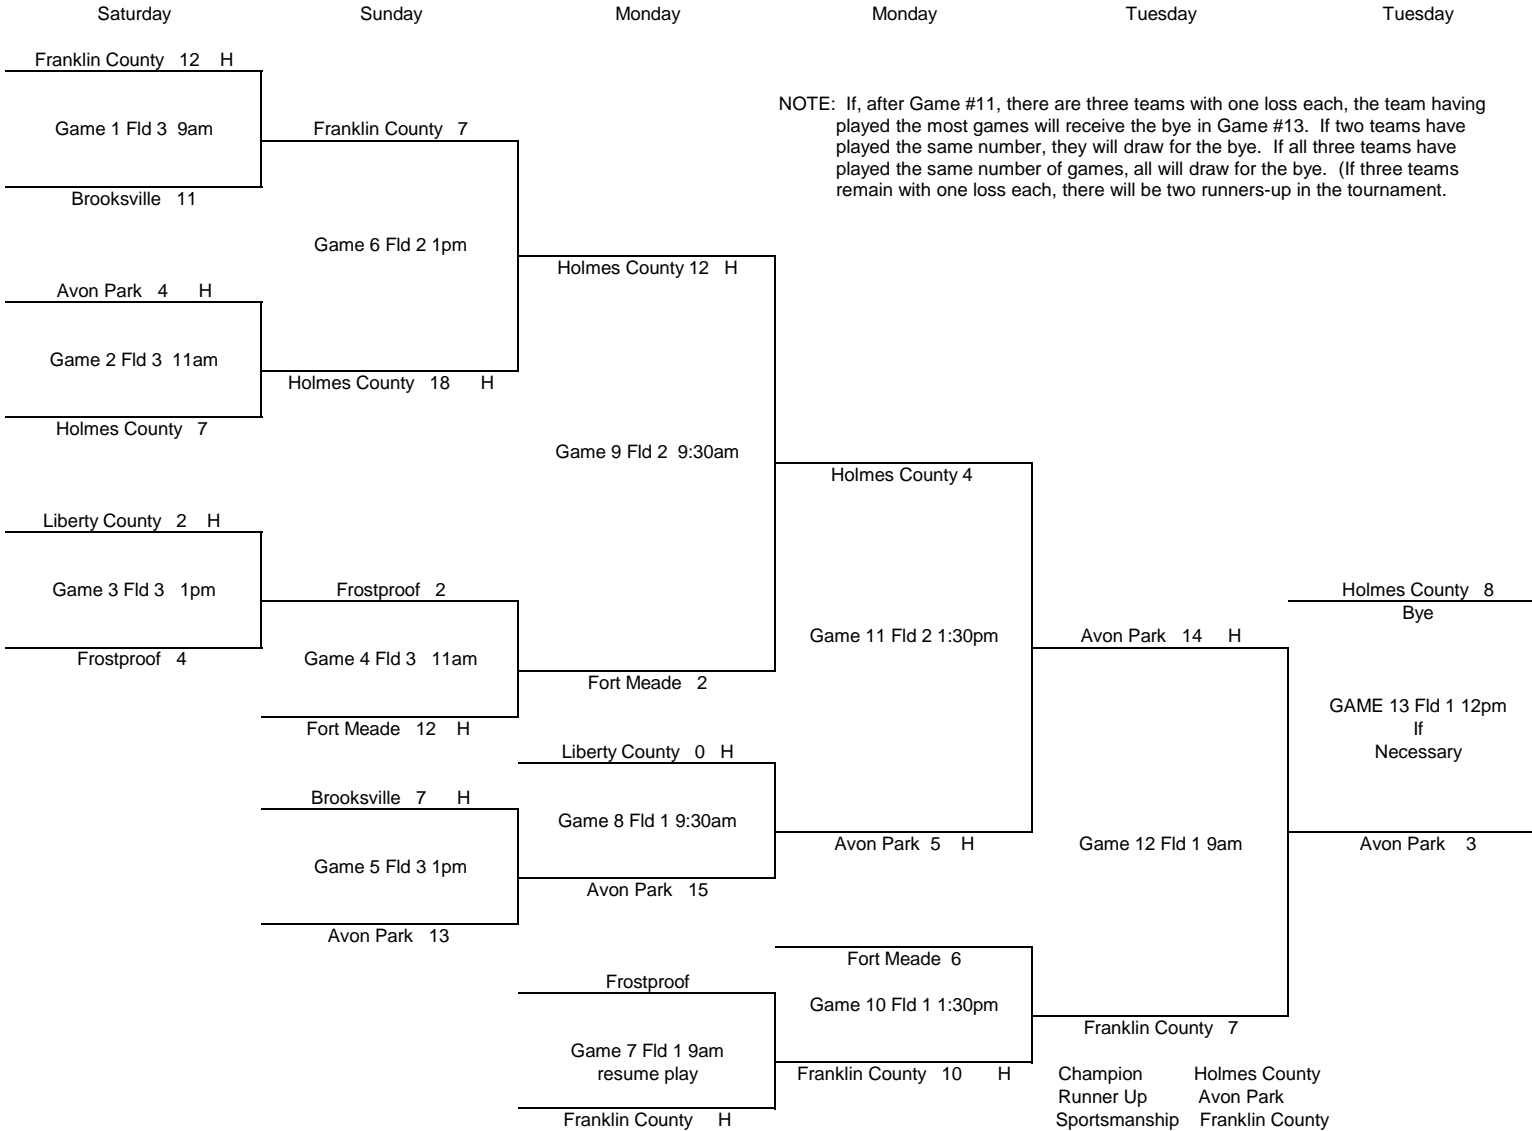 Saturday Sunday Monday Monday Tuesday Tuesday
Franklin County 12 H
NOTE: If, after Game #11, there are three teams with one loss each, the team having
played the most games will receive the bye in Game #13. If two teams have
played the same number, they will draw for the bye. If all three teams have
played the same number of games, all will draw for the bye. (If three teams
remain with one loss each, there will be two runners-up in the tournament.
Game 1 Fld 3 9am
Franklin County 7
Brooksville 11
Game 6 Fld 2 1pm
Holmes County 12 H
Avon Park 4 H
Game 2 Fld 3 11am
Holmes County 18 H
Holmes County 7
Game 9 Fld 2 9:30am
Holmes County 4
Liberty County 2 H
Game 3 Fld 3 1pm
Frostproof 2
Holmes County 8
Bye
Frostproof 4
Game 4 Fld 3 11am
Game 11 Fld 2 1:30pm
Avon Park 14 H
Fort Meade 2
Fort Meade 12 H
GAME 13 Fld 1 12pm
If
Necessary
Liberty County 0 H
Brooksville 7 H
Game 8 Fld 1 9:30am
Avon Park 5 H
Game 12 Fld 1 9am
Avon Park 3
Game 5 Fld 3 1pm
Avon Park 15
Avon Park 13
Fort Meade 6
Frostproof
Game 10 Fld 1 1:30pm
Franklin County 7
Game 7 Fld 1 9am
resume play
Franklin County 10 H
Franklin County H
Champion Holmes County
Runner Up Avon Park
Sportsmanship Franklin County